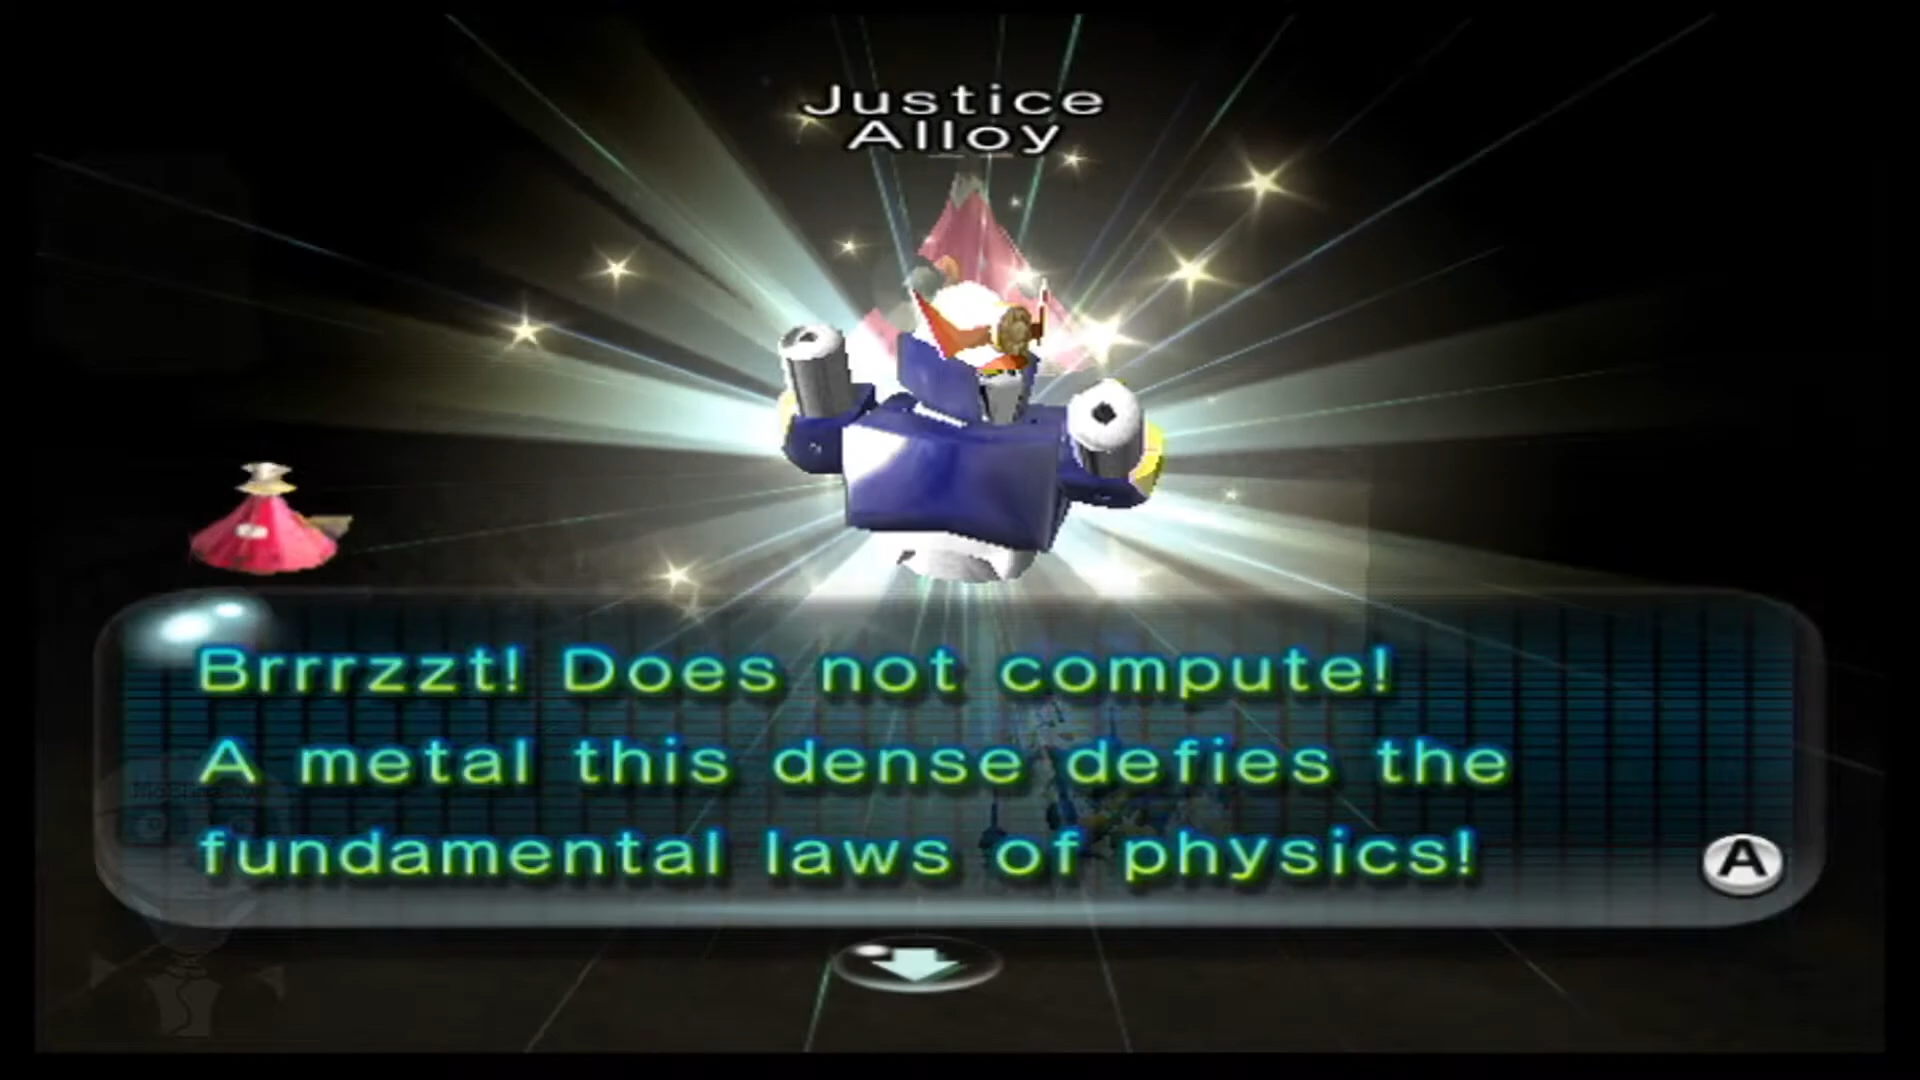 Justice
Alloy
Brrrzzt! Does not compute!
A metal this dense defies the
fundamental laws of physics!
A